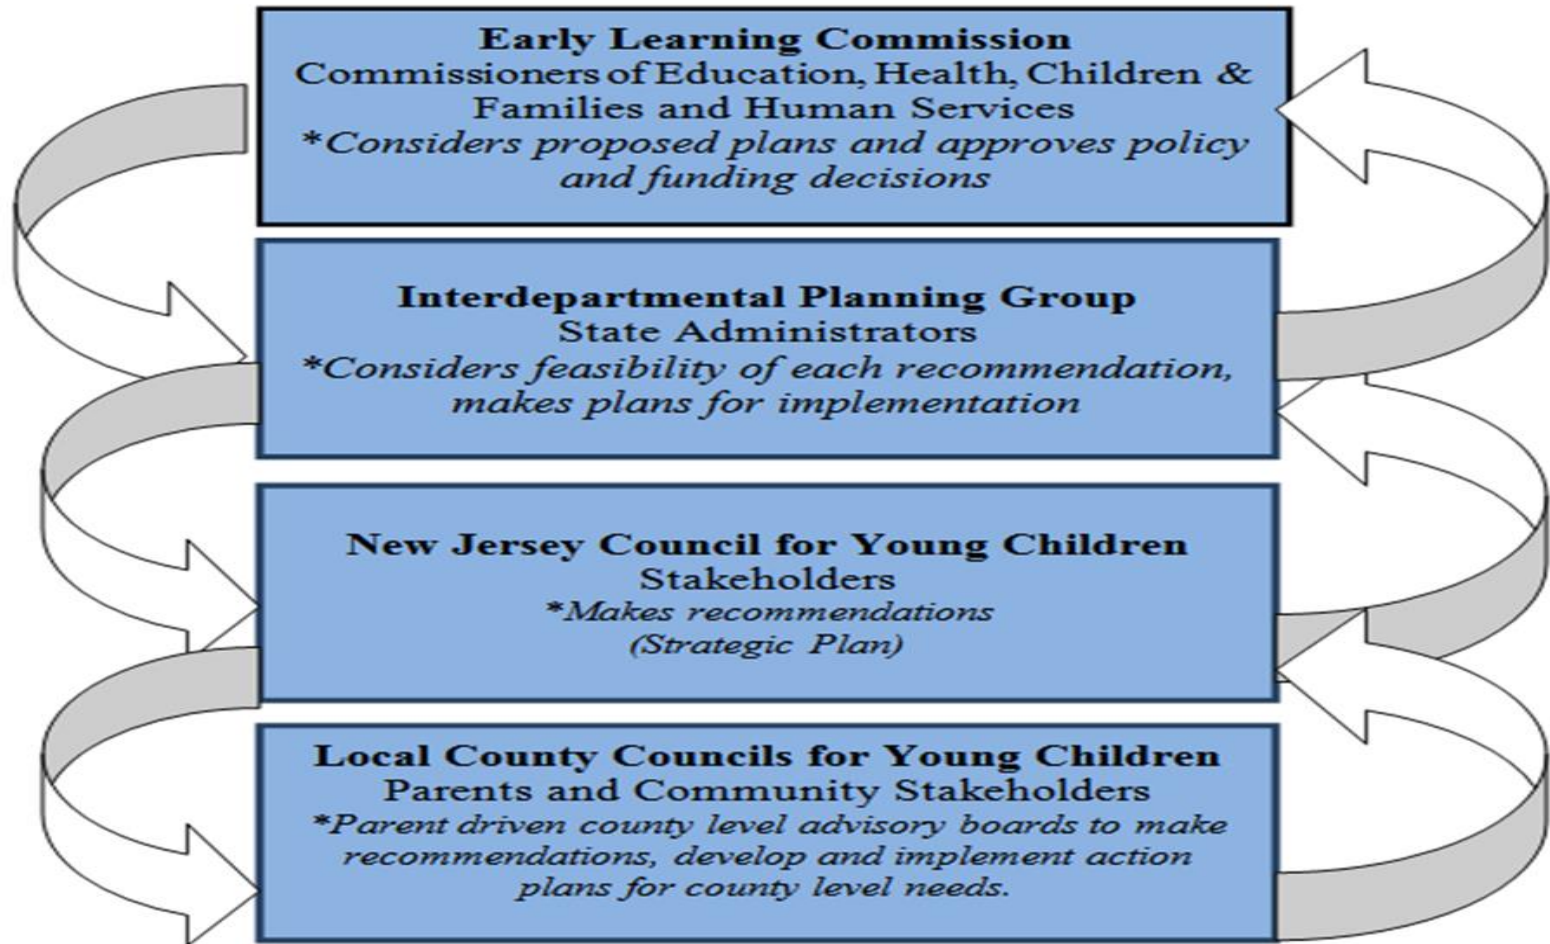 Early Learning Commission
Commissioners of Education, Health, Children &
Families and Human Services
*Considers proposed plans and approves policy
and funding decisions
Interdepartmental Planning Group
State Administrators
*Considers feasibility of each recommendation,
makes plans for implementation
New Jersey Council for Young Children
Stakeholders
*Makes recommendations
(Strategic Plan)
Local County Councils for Young Children
Parents and Community Stakeholders
*Parent driven county level advisory boards to make
recommendations, develop and implement action
plans for county level needs.